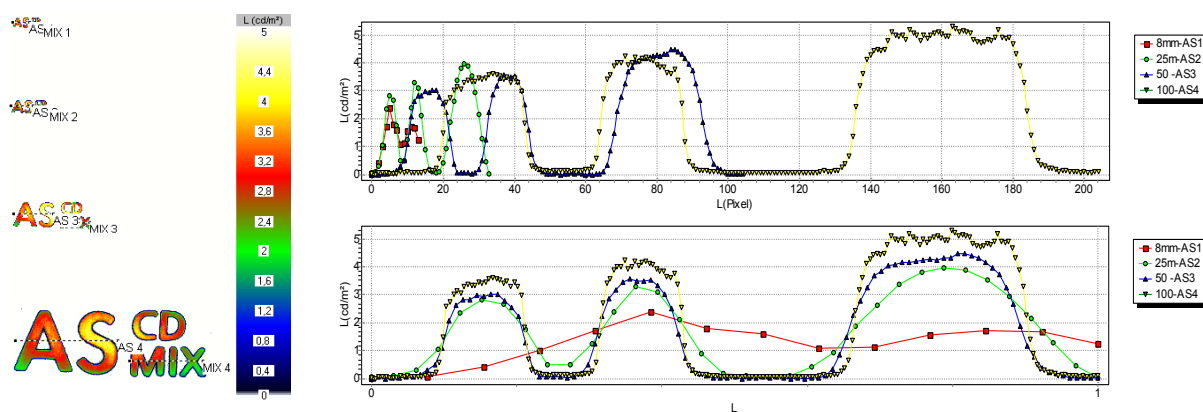 AS CD
AS MIX 1
AS MIX 2
AS CD
AS 3 X MIX 3
AS CD
AS 4
MIX MIX 4
L (cd/m²)
5
4,4
4
3,6
3,2
2,8
2,4
2
1,6
1,2
0,8
0,4
0
L(cd/m²)
5
4
3
2
1
0
0 20 40 60 80 100 120 140 160 180 200
L(Pixel)
8mm-AS1
25m-AS2
50 -AS3
100-AS4
L(cd/m²)
5
4
3
2
1
0
0 1
L
8mm-AS1
25m-AS2
50 -AS3
100-AS4